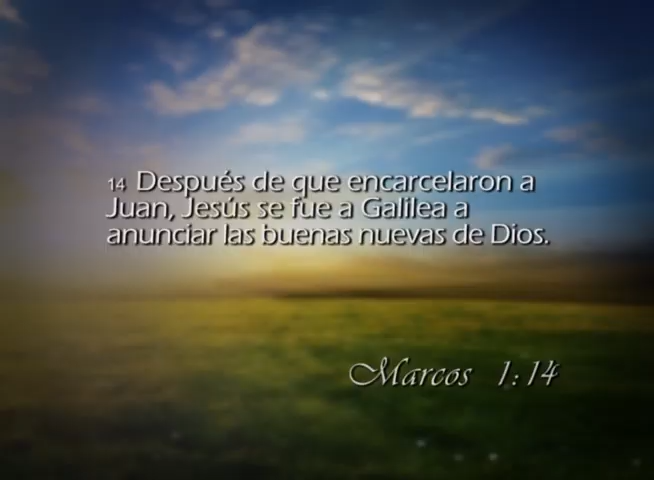 14 Después de que encarcelaron a
Juan, Jesús se fue a Galilea a
anunciar las buenas nuevas de Dios.
Marcos 1:14